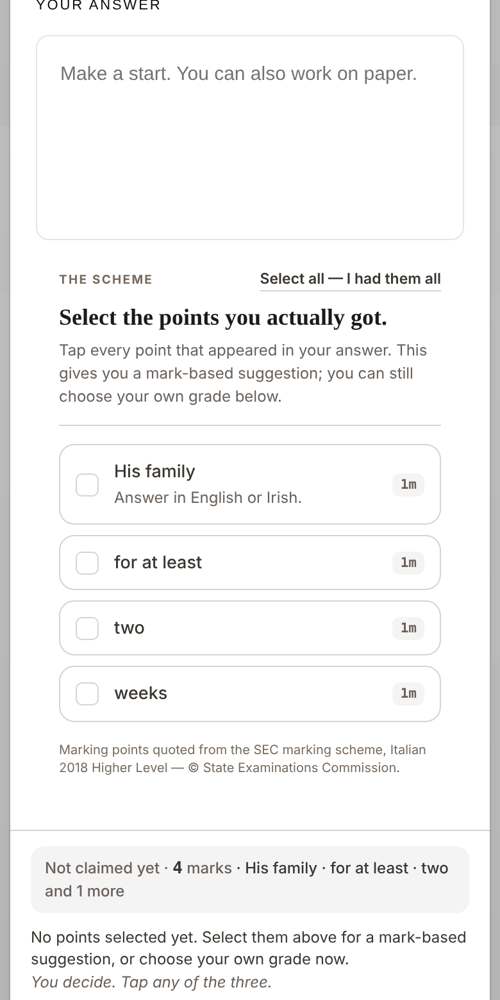 YOUR ANSWER
Make a start. You can also work on paper.
THE SCHEME
Select all — I had them all
Select the points you actually got.
Tap every point that appeared in your answer. This
gives you a mark-based suggestion; you can still
choose your own grade below.
His family
1m
Answer in English or Irish.
for at least
1m
two
1m
weeks
1m
Marking points quoted from the SEC marking scheme, Italian
2018 Higher Level — © State Examinations Commission.
Not claimed yet · 4 marks · His family · for at least · two
and 1 more
No points selected yet. Select them above for a mark-based
suggestion, or choose your own grade now.
You decide. Tap any of the three.